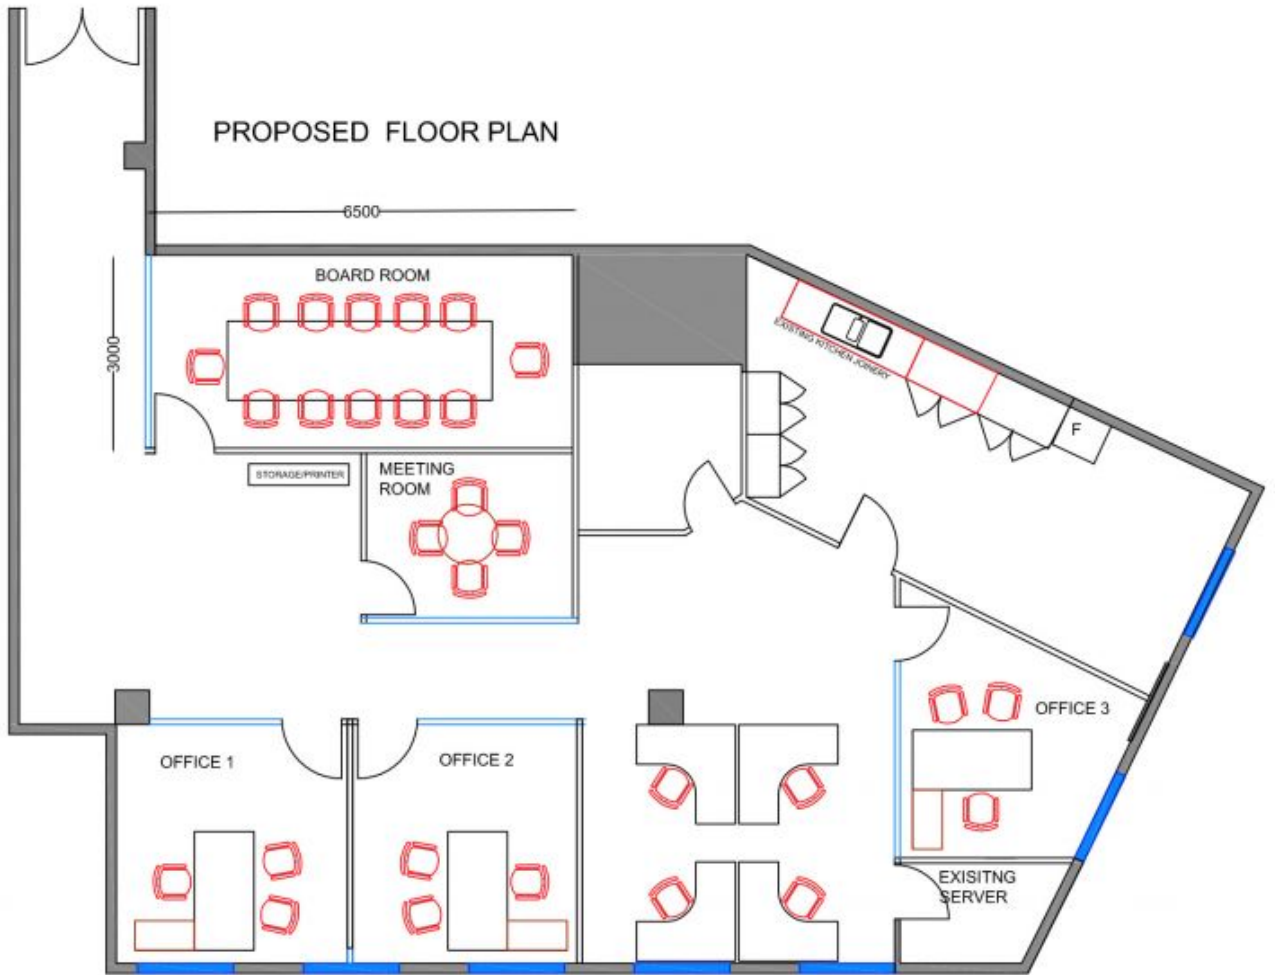 PROPOSED FLOOR PLAN
6500
BOARD ROOM
3000
EXISTING KITCHEN JOINERY
F
STORAGE/PRINTER
MEETING
ROOM
OFFICE 1
OFFICE 2
OFFICE 3
EXISITNG
SERVER